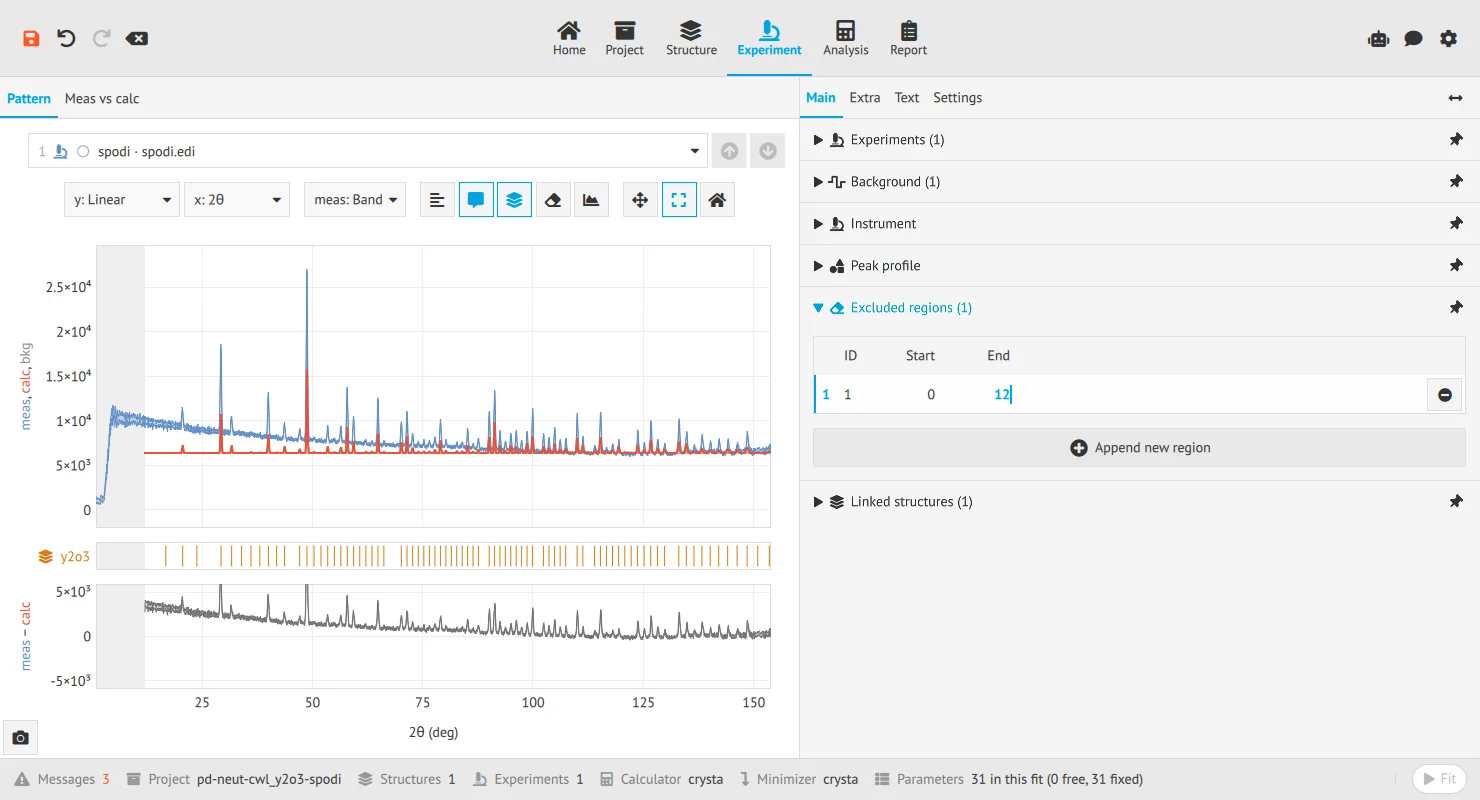 Home Project Structure Experiment Analysis Report
Pattern Meas vs calc
Main Extra Text Settings
1 spodi · spodi.edi
y: Linear x: 2θ meas: Band
2.5×10⁴
2×10⁴
1.5×10⁴
1×10⁴
5×10³
0
meas, calc, bkg
y2o3
5×10³
0
-5×10³
meas − calc
25 50 75 100 125 150
2θ (deg)
Experiments (1)
Background (1)
Instrument
Peak profile
Excluded regions (1)
ID Start End
1 1 0 12
Append new region
Linked structures (1)
Messages 3 Project pd-neut-cwl_y2o3-spodi Structures 1 Experiments 1 Calculator crysta Minimizer crysta Parameters 31 in this fit (0 free, 31 fixed) Fit